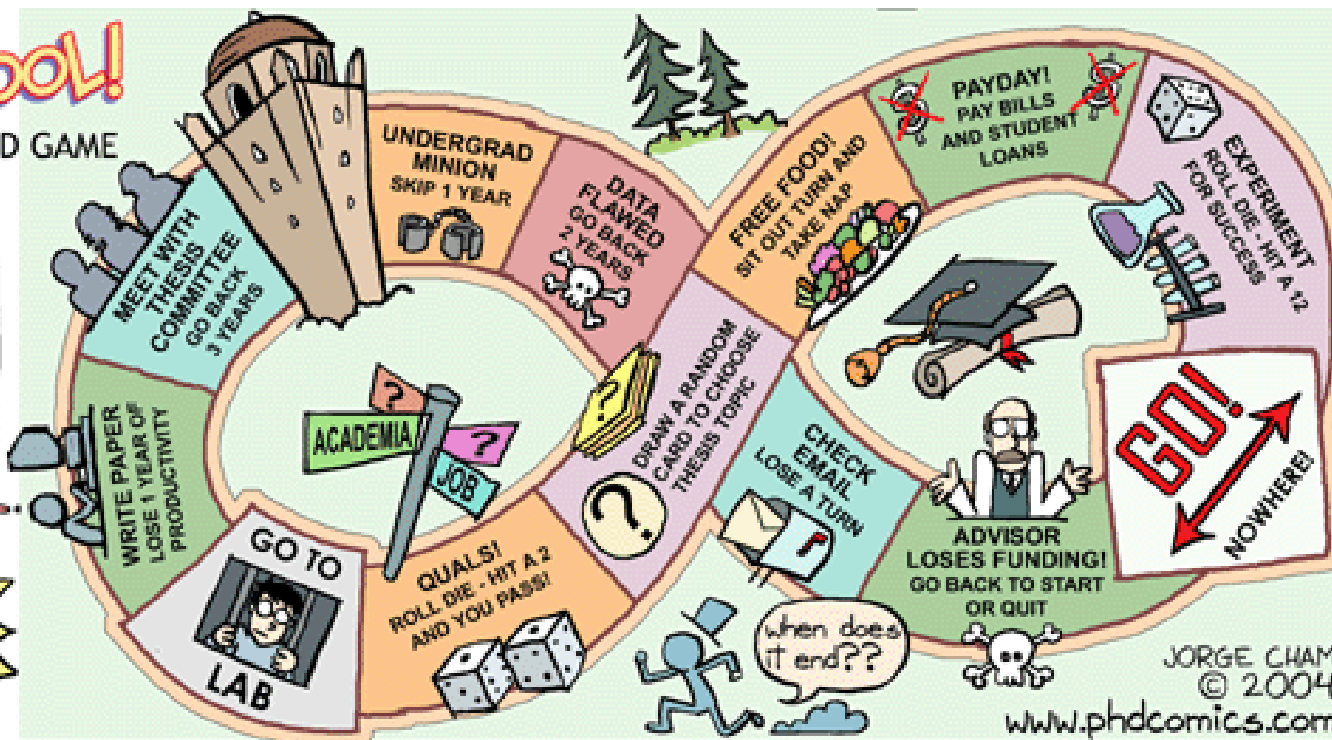 OOL!
D GAME
UNDERGRAD
MINION
SKIP 1 YEAR
DATA
FLAWED
GO BACK
2 YEARS
FREE FOOD!
SIT OUT TURN AND
TAKE NAP
PAYDAY!
PAY BILLS
AND STUDENT
LOANS
EXPERIMENT
ROLL DIE - HIT A 12
FOR SUCCESS
MEET WITH
THESIS
COMMITTEE
GO BACK
3 YEARS
WRITE PAPER
LOSE 1 YEAR OF
PRODUCTIVITY
GO TO
LAB
?
ACADEMIA
?
JOB
QUALS!
ROLL DIE - HIT A 2
AND YOU PASS!
?
?
DRAW A RANDOM
CARD TO CHOOSE
THESIS TOPIC
CHECK
EMAIL
LOSE A TURN
ADVISOR
LOSES FUNDING!
GO BACK TO START
OR QUIT
GO!
NOWHERE!
when does
it end??
JORGE CHAM
© 2004
www.phdcomics.com